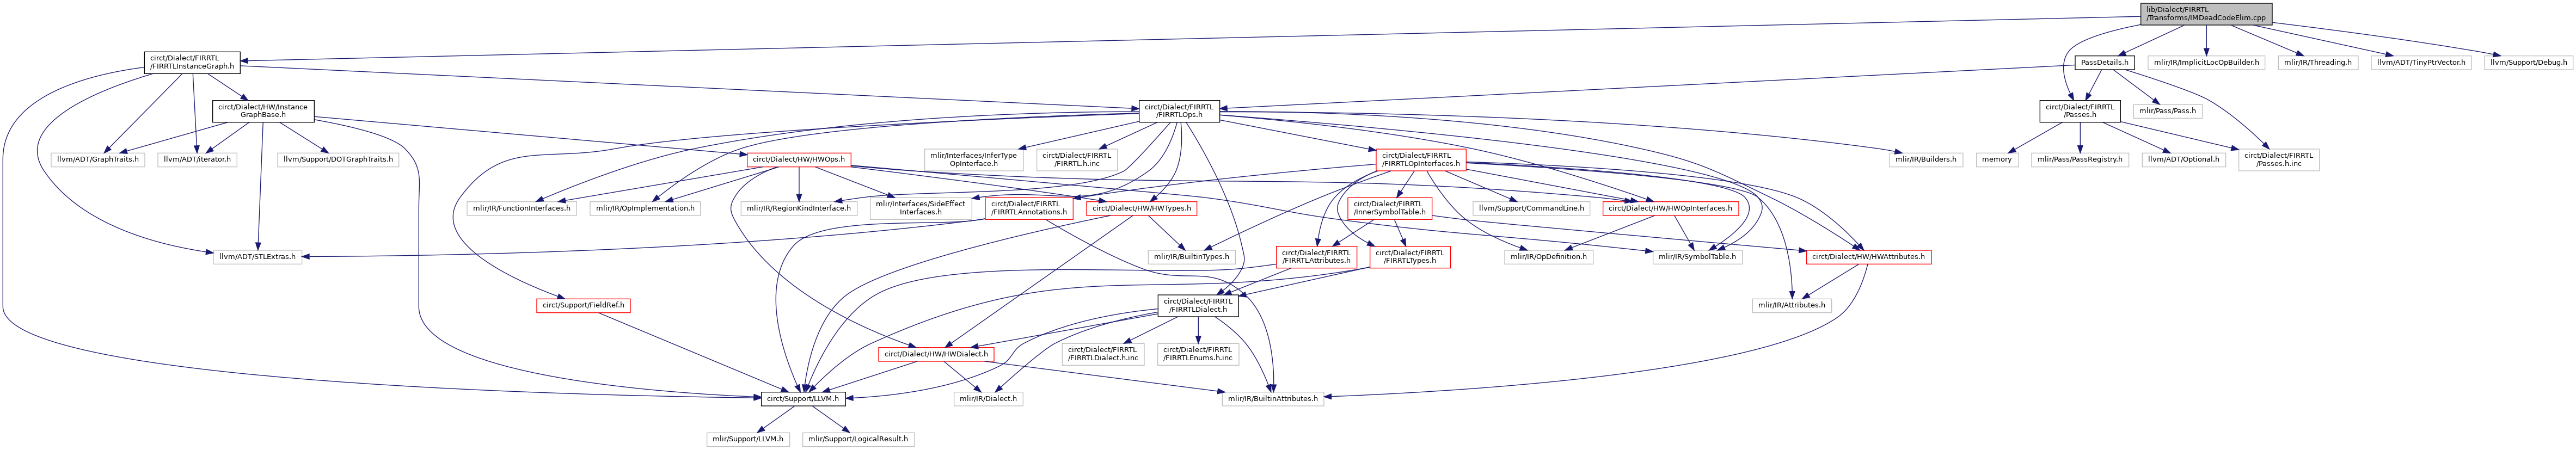 lib/Dialect/FIRRTL
/Transforms/IMDeadCodeElim.cpp
circt/Dialect/FIRRTL
/FIRRTLInstanceGraph.h
PassDetails.h
mlir/IR/ImplicitLocOpBuilder.h
mlir/IR/Threading.h
llvm/ADT/TinyPtrVector.h
llvm/Support/Debug.h
circt/Dialect/HW/Instance
GraphBase.h
circt/Dialect/FIRRTL
/FIRRTLOps.h
circt/Dialect/FIRRTL
/Passes.h
mlir/Pass/Pass.h
llvm/ADT/GraphTraits.h
llvm/ADT/iterator.h
llvm/Support/DOTGraphTraits.h
circt/Dialect/HW/HWOps.h
mlir/Interfaces/InferType
OpInterface.h
circt/Dialect/FIRRTL
/FIRRTL.h.inc
circt/Dialect/FIRRTL
/FIRRTLOpInterfaces.h
mlir/IR/Builders.h
memory
mlir/Pass/PassRegistry.h
llvm/ADT/Optional.h
circt/Dialect/FIRRTL
/Passes.h.inc
mlir/IR/FunctionInterfaces.h
mlir/IR/OpImplementation.h
mlir/IR/RegionKindInterface.h
mlir/Interfaces/SideEffect
Interfaces.h
circt/Dialect/FIRRTL
/FIRRTLAnnotations.h
circt/Dialect/HW/HWTypes.h
circt/Dialect/FIRRTL
/InnerSymbolTable.h
llvm/Support/CommandLine.h
circt/Dialect/HW/HWOpInterfaces.h
llvm/ADT/STLExtras.h
mlir/IR/BuiltinTypes.h
circt/Dialect/FIRRTL
/FIRRTLAttributes.h
circt/Dialect/FIRRTL
/FIRRTLTypes.h
mlir/IR/OpDefinition.h
mlir/IR/SymbolTable.h
circt/Dialect/HW/HWAttributes.h
circt/Support/FieldRef.h
circt/Dialect/FIRRTL
/FIRRTLDialect.h
mlir/IR/Attributes.h
circt/Dialect/HW/HWDialect.h
circt/Dialect/FIRRTL
/FIRRTLDialect.h.inc
circt/Dialect/FIRRTL
/FIRRTLEnums.h.inc
circt/Support/LLVM.h
mlir/IR/Dialect.h
mlir/IR/BuiltinAttributes.h
mlir/Support/LLVM.h
mlir/Support/LogicalResult.h